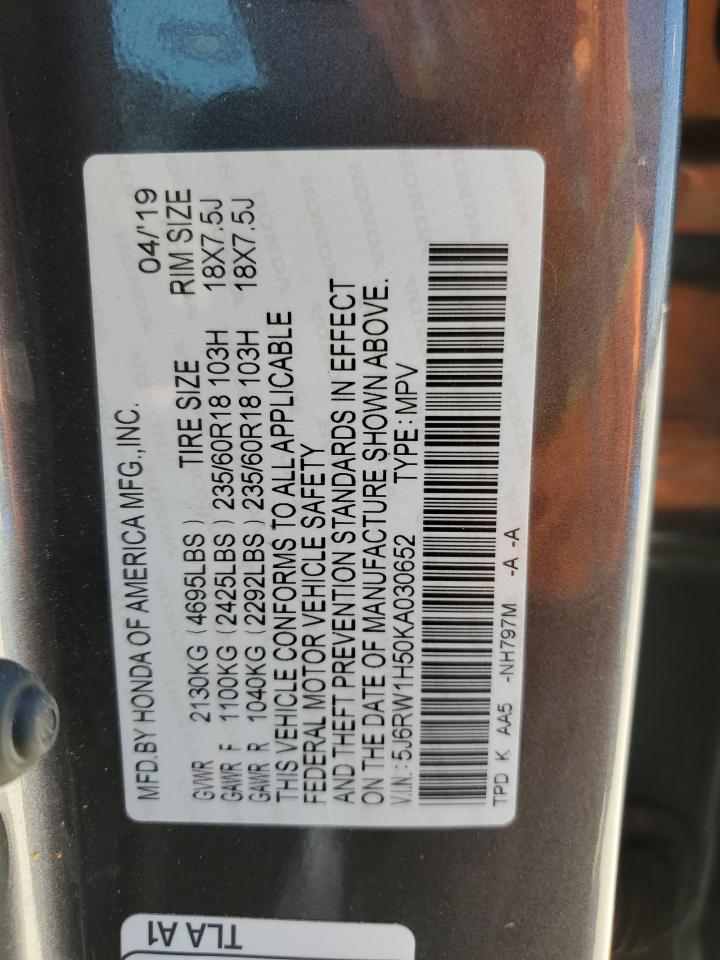 MFD.BY HONDA OF AMERICA MFG.,INC. 04/'19
GVWR 2130KG (4695LBS) TIRE SIZE RIM SIZE
GAWR F 1100KG (2425LBS) 235/60R18 103H 18X7.5J
GAWR R 1040KG (2292LBS) 235/60R18 103H 18X7.5J
THIS VEHICLE CONFORMS TO ALL APPLICABLE
FEDERAL MOTOR VEHICLE SAFETY
AND THEFT PREVENTION STANDARDS IN EFFECT
ON THE DATE OF MANUFACTURE SHOWN ABOVE.
V.I.N.: 5J6RW1H50KA030652 TYPE: MPV
TPD K AA5 -NH797M -A -A
TLA A1